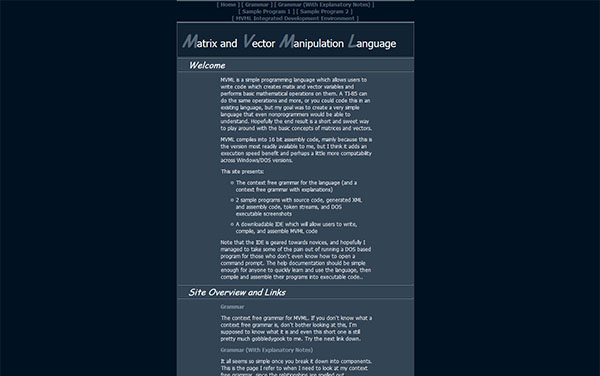 [ Home ] [ Grammar ] [ Grammar (With Explanatory Notes) ]
[ Sample Program 1 ] [ Sample Program 2 ]
[ MVML Integrated Development Environment ]
Matrix and Vector Manipulation Language
Welcome
MVML is a simple programming language which allows users to
write code which creates matix and vector variables and
performs basic mathematical operations on them. A TI-85 can
do the same operations and more, or you could code this in an
existing language, but my goal was to create a very simple
language that even nonprogrammers would be able to
understand. Hopefully the end result is a short and sweet way
to play around with the basic concepts of matrices and vectors.
MVML compiles into 16 bit assembly code, mainly because this is
the version most readily available to me, but I think it adds an
execution speed benefit and perhaps a little more compatability
across Windows/DOS versions.
This site presents:
The context free grammar for the language (and a
context free grammar with explanations)
2 sample programs with source code, generated XML
and assembly code, token streams, and DOS
executable screenshots
A downloadable IDE which will allow users to write,
compile, and assemble MVML code
Note that the IDE is geared towards novices, and hopefully I
managed to take some of the pain out of running a DOS based
program for those who don't even know how to open a
command prompt. The help documentation should be simple
enough for anyone to quickly learn and use the language, then
compile and assemble their programs into executable code..
Site Overview and Links
Grammar
The context free grammar for MVML. If you don't know what a
context free grammar is, don't bother looking at this, I'm
supposed to know what it is and even this short one is still
pretty much gobbledygook to me. Try the next link down.
Grammar (With Explanatory Notes)
It all seems so simple once you break it down into components.
This is the page I refer to when I need to look at my context
free grammar, since the relationships are spelled out